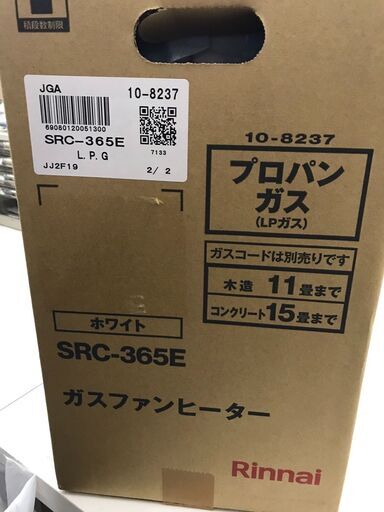 積段数制限
JGA
10-8237
69080120051300
SRC-365E
L.P.G
7133
JJ2F19
2/ 2
10-8237
プロパン
ガス
(LPガス)
ガスコードは別売りです
木造 11畳まで
コンクリート 15畳まで
ホワイト
SRC-365E
ガスファンヒーター
Rinnai